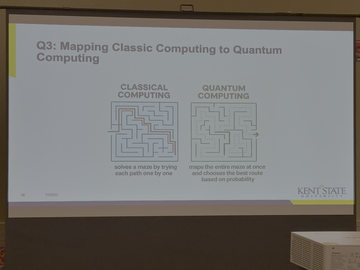 Q3: Mapping Classic Computing to Quantum
Computing
CLASSICAL
COMPUTING
solves a maze by trying
each path one by one
QUANTUM
COMPUTING
maps the entire maze at once
and chooses the best route
based on probability
KENT STATE
UNIVERSITY